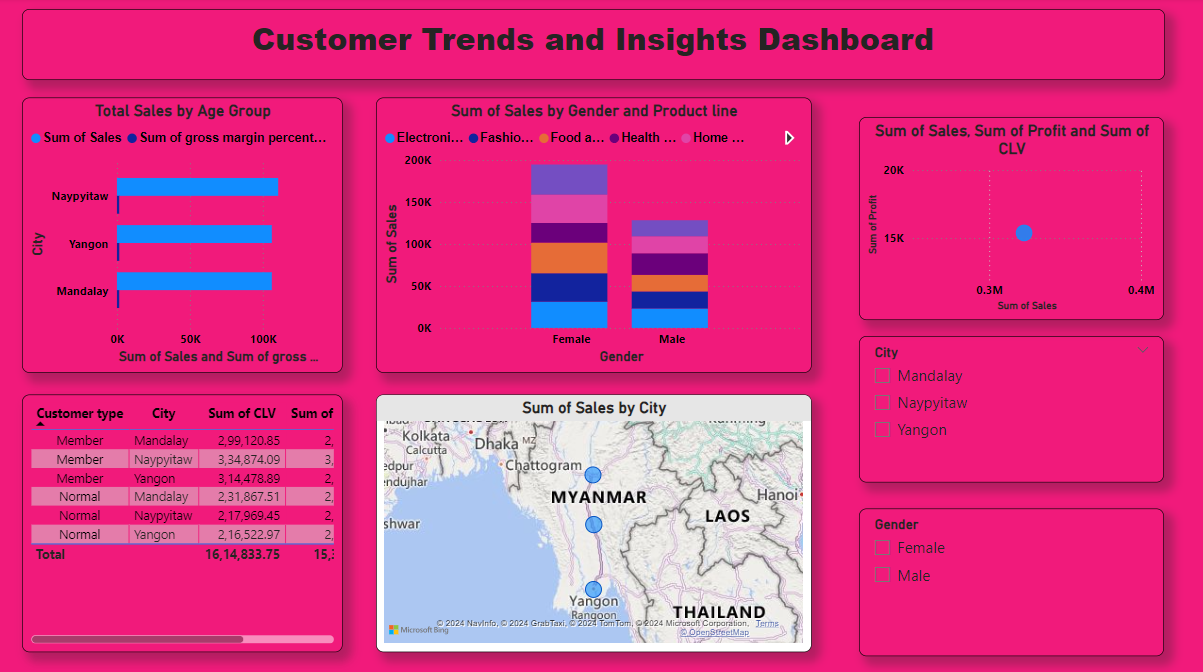 Customer Trends and Insights Dashboard
Total Sales by Age Group
Sum of Sales Sum of gross margin percent...
Naypyitaw
Yangon
Mandalay
City
0K 50K 100K
Sum of Sales and Sum of gross ...
Sum of Sales by Gender and Product line
Electroni... Fashio... Food a... Health ... Home ...
200K
150K
100K
50K
0K
Sum of Sales
Female Male
Gender
Sum of Sales, Sum of Profit and Sum of
CLV
20K
15K
Sum of Profit
0.3M 0.4M
Sum of Sales
City
Mandalay
Naypyitaw
Yangon
Gender
Female
Male
Customer type City Sum of CLV Sum of
Member Mandalay 2,99,120.85 2,
Member Naypyitaw 3,34,874.09 3,
Member Yangon 3,14,478.89 2,
Normal Mandalay 2,31,867.51 2,
Normal Naypyitaw 2,17,969.45 2,
Normal Yangon 2,16,522.97 2,
Total 16,14,833.75 15,
Sum of Sales by City
Kolkata
Calcutta
Dhaka MZ
Chattogram
edpur
endujhar
shwar
MYANMAR
Hanoi
LAOS
Yangon
Rangoon
THAILAND
© 2024 NavInfo, © 2024 GrabTaxi, © 2024 TomTom, © 2024 Microsoft Corporation, Terms
© OpenStreetMap
Microsoft Bing